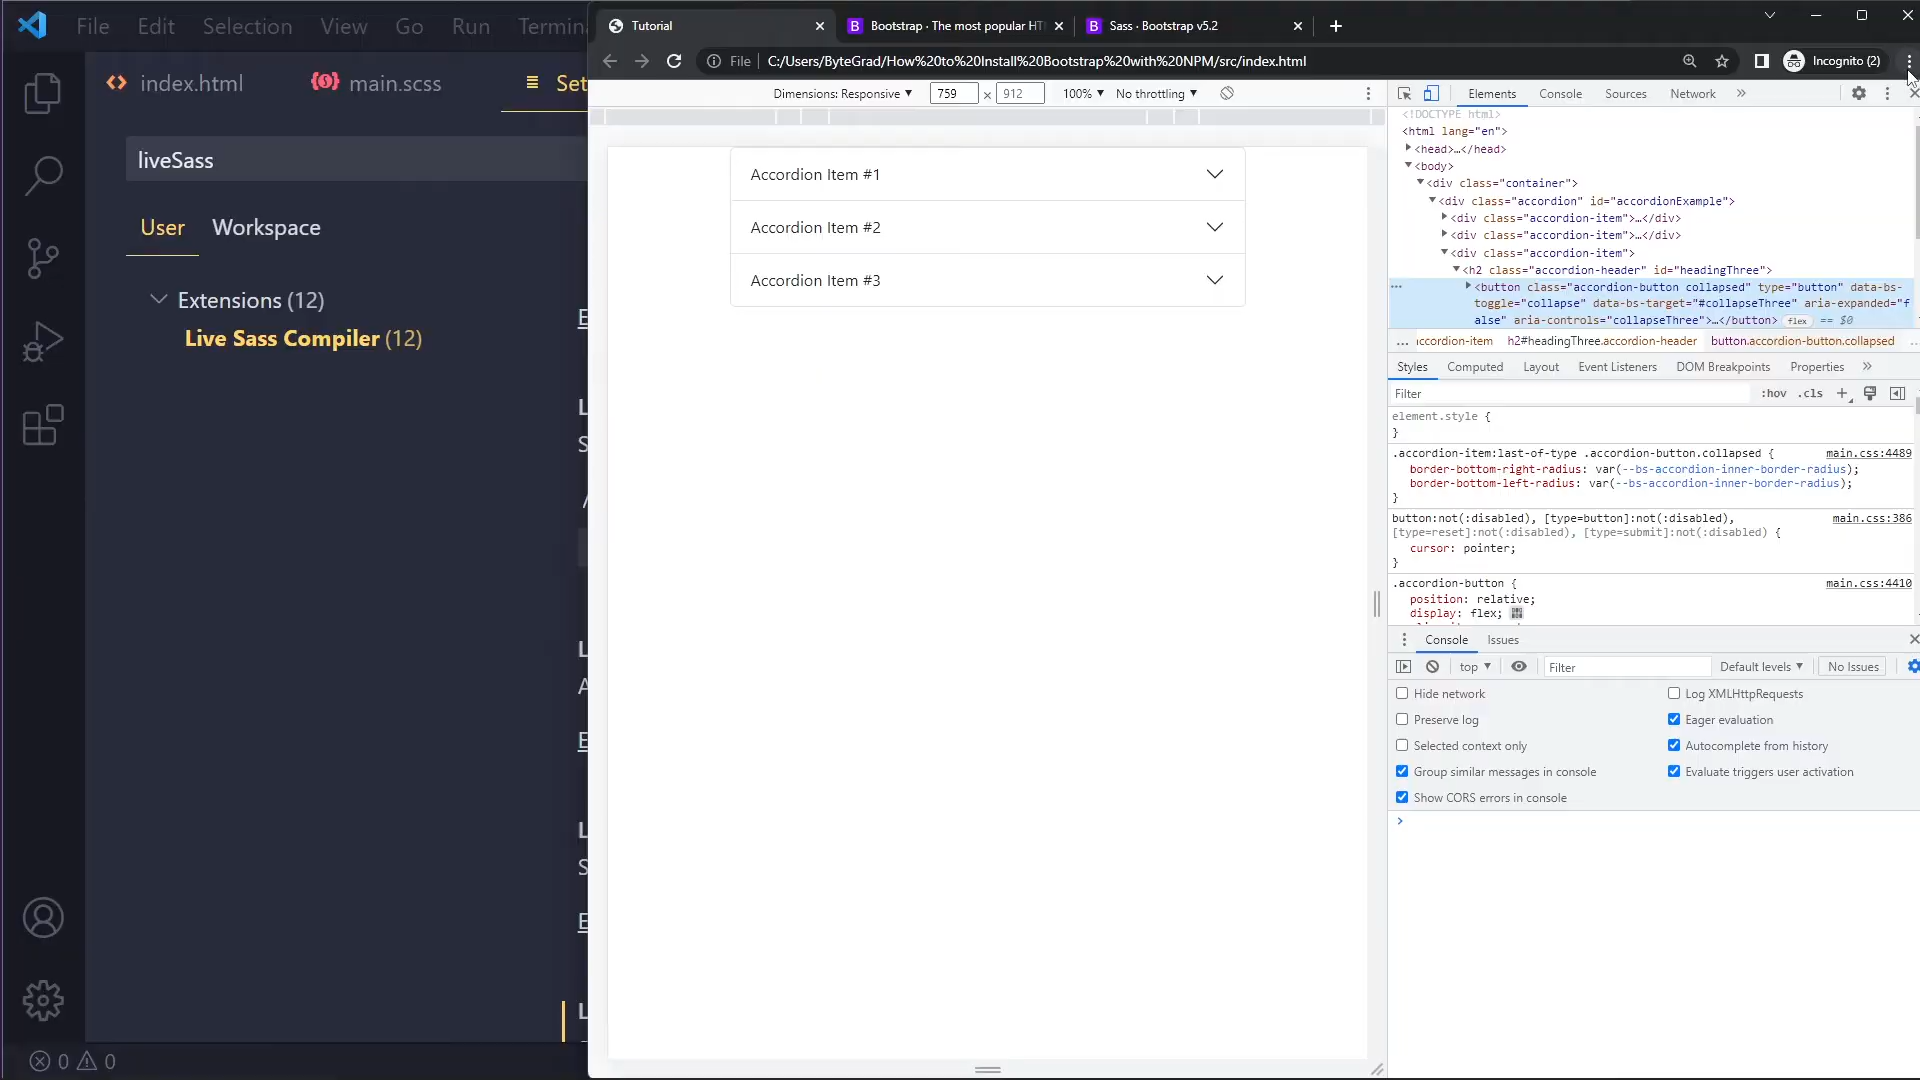 File Edit Selection View Go Run Termin
index.html
main.scss
Set
liveSass
User
Workspace
Extensions (12)
Live Sass Compiler (12)
0 0
Tutorial
Bootstrap · The most popular HT
Sass · Bootstrap v5.2
File
C:/Users/ByteGrad/How%20to%20Install%20Bootstrap%20with%20NPM/src/index.html
Incognito (2)
Dimensions: Responsive
759
×
912
100%
No throttling
Accordion Item #1
Accordion Item #2
Accordion Item #3
Elements Console Sources Network »
<!DOCTYPE html>
<html lang="en">
<head>…</head>
<body>
<div class="container">
<div class="accordion" id="accordionExample">
<div class="accordion-item">…</div>
<div class="accordion-item">…</div>
<div class="accordion-item">
<h2 class="accordion-header" id="headingThree">
<button class="accordion-button collapsed" type="button" data-bs-
toggle="collapse" data-bs-target="#collapseThree" aria-expanded="f
alse" aria-controls="collapseThree">…</button> flex == $0
… ccordion-item h2#headingThree.accordion-header button.accordion-button.collapsed
Styles Computed Layout Event Listeners DOM Breakpoints Properties »
Filter
:hov .cls +
element.style {
}
.accordion-item:last-of-type .accordion-button.collapsed { main.css:4489
border-bottom-right-radius: var(--bs-accordion-inner-border-radius);
border-bottom-left-radius: var(--bs-accordion-inner-border-radius);
}
button:not(:disabled), [type=button]:not(:disabled), main.css:386
[type=reset]:not(:disabled), [type=submit]:not(:disabled) {
cursor: pointer;
}
.accordion-button { main.css:4410
position: relative;
display: flex;
Console Issues
top
Filter
Default levels
No Issues
Hide network
Log XMLHttpRequests
Preserve log
Eager evaluation
Selected context only
Autocomplete from history
Group similar messages in console
Evaluate triggers user activation
Show CORS errors in console